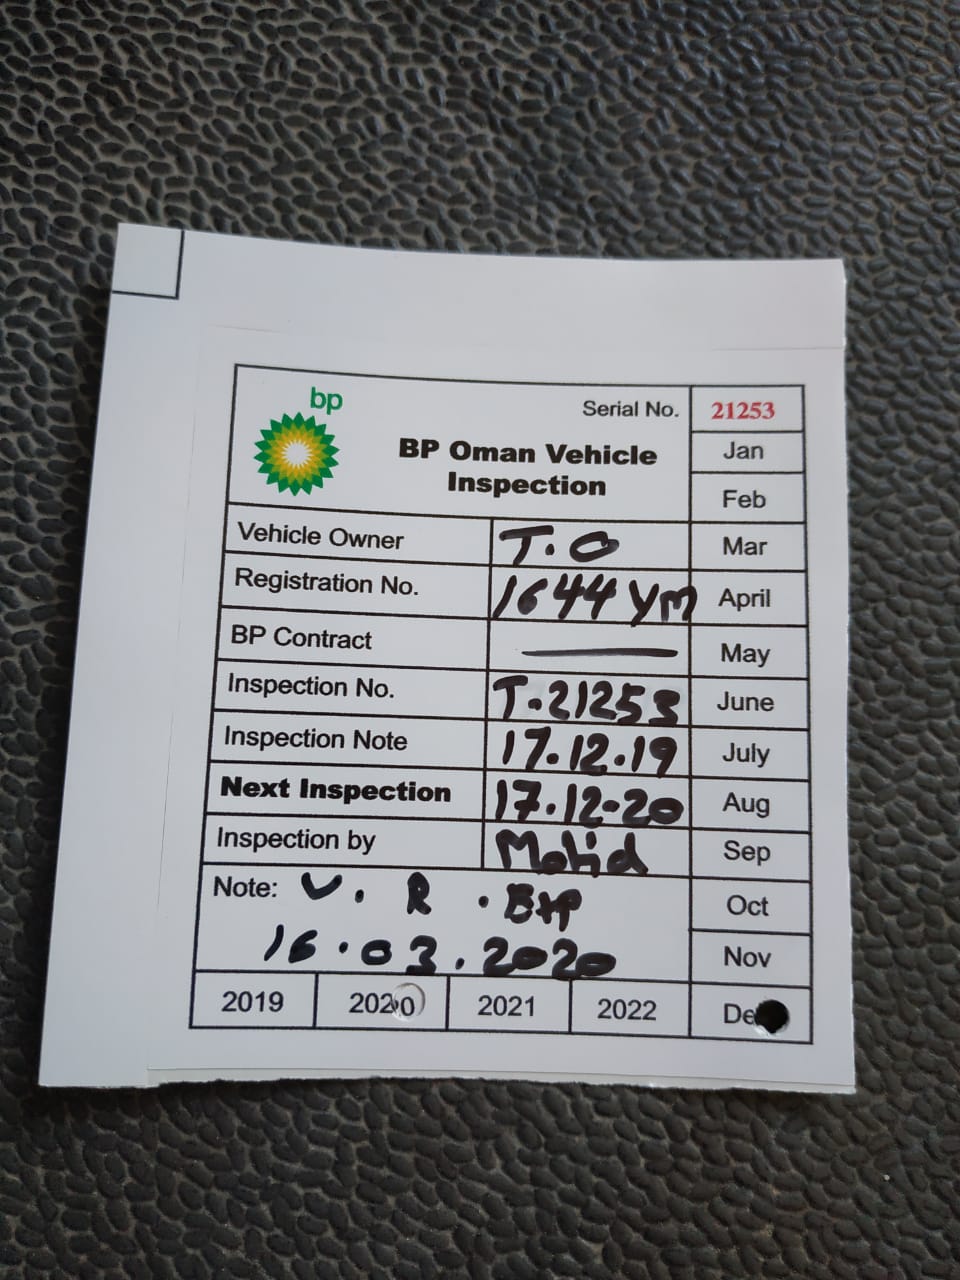 bp
Serial No. 21253
BP Oman Vehicle
Inspection
Jan
Feb
Vehicle Owner T.O Mar
Registration No. 1644 YM April
BP Contract May
Inspection No. T.21253 June
Inspection Note 17.12.19 July
Next Inspection 17.12-20 Aug
Inspection by Sep
Note: V. R. Exp Oct
16.03.2020 Nov
2019 2020 2021 2022 De